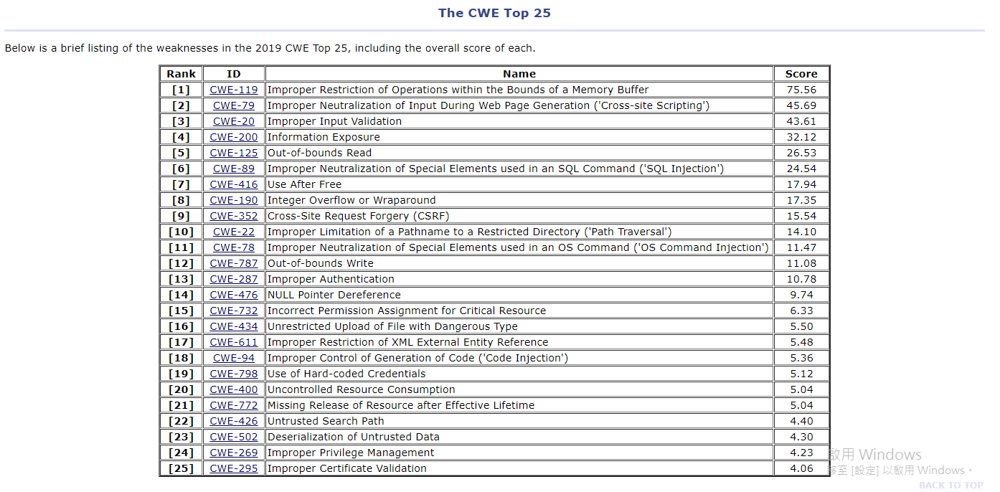 The CWE Top 25
Below is a brief listing of the weaknesses in the 2019 CWE Top 25, including the overall score of each.
Rank ID Name Score
[1] CWE-119 Improper Restriction of Operations within the Bounds of a Memory Buffer 75.56
[2] CWE-79 Improper Neutralization of Input During Web Page Generation ('Cross-site Scripting') 45.69
[3] CWE-20 Improper Input Validation 43.61
[4] CWE-200 Information Exposure 32.12
[5] CWE-125 Out-of-bounds Read 26.53
[6] CWE-89 Improper Neutralization of Special Elements used in an SQL Command ('SQL Injection') 24.54
[7] CWE-416 Use After Free 17.94
[8] CWE-190 Integer Overflow or Wraparound 17.35
[9] CWE-352 Cross-Site Request Forgery (CSRF) 15.54
[10] CWE-22 Improper Limitation of a Pathname to a Restricted Directory ('Path Traversal') 14.10
[11] CWE-78 Improper Neutralization of Special Elements used in an OS Command ('OS Command Injection') 11.47
[12] CWE-787 Out-of-bounds Write 11.08
[13] CWE-287 Improper Authentication 10.78
[14] CWE-476 NULL Pointer Dereference 9.74
[15] CWE-732 Incorrect Permission Assignment for Critical Resource 6.33
[16] CWE-434 Unrestricted Upload of File with Dangerous Type 5.50
[17] CWE-611 Improper Restriction of XML External Entity Reference 5.48
[18] CWE-94 Improper Control of Generation of Code ('Code Injection') 5.36
[19] CWE-798 Use of Hard-coded Credentials 5.12
[20] CWE-400 Uncontrolled Resource Consumption 5.04
[21] CWE-772 Missing Release of Resource after Effective Lifetime 5.04
[22] CWE-426 Untrusted Search Path 4.40
[23] CWE-502 Deserialization of Untrusted Data 4.30
[24] CWE-269 Improper Privilege Management 4.23
[25] CWE-295 Improper Certificate Validation 4.06
啟用 Windows
移至 [設定] 以啟用 Windows。
BACK TO TOP